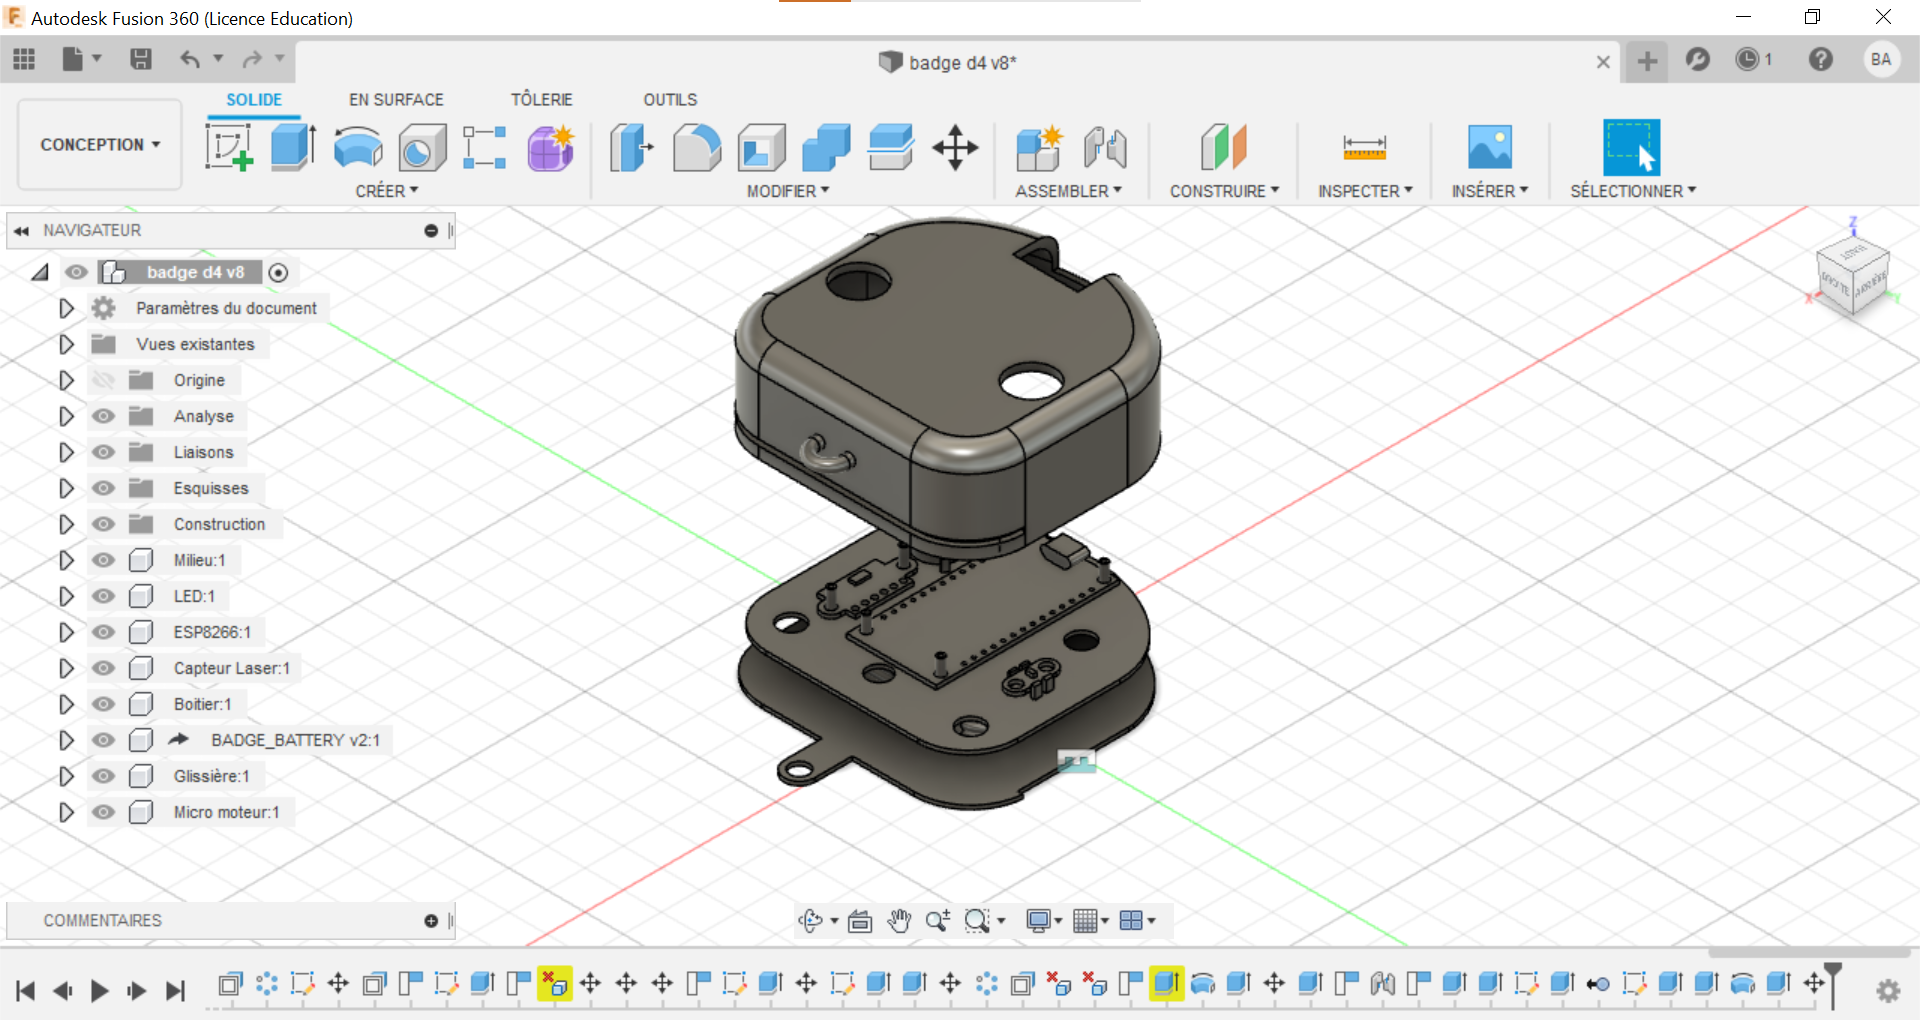 Autodesk Fusion 360 (Licence Education)
badge d4 v8*
1
BA
CONCEPTION
SOLIDE
EN SURFACE
TÔLERIE
OUTILS
CRÉER
MODIFIER
ASSEMBLER
CONSTRUIRE
INSPECTER
INSÉRER
SÉLECTIONNER
NAVIGATEUR
badge d4 v8
Paramètres du document
Vues existantes
Origine
Analyse
Liaisons
Esquisses
Construction
Milieu:1
LED:1
ESP8266:1
Capteur Laser:1
Boitier:1
BADGE_BATTERY v2:1
Glissière:1
Micro moteur:1
Z
HAUT
DROITE
ARRIÈRE
X
Y
COMMENTAIRES